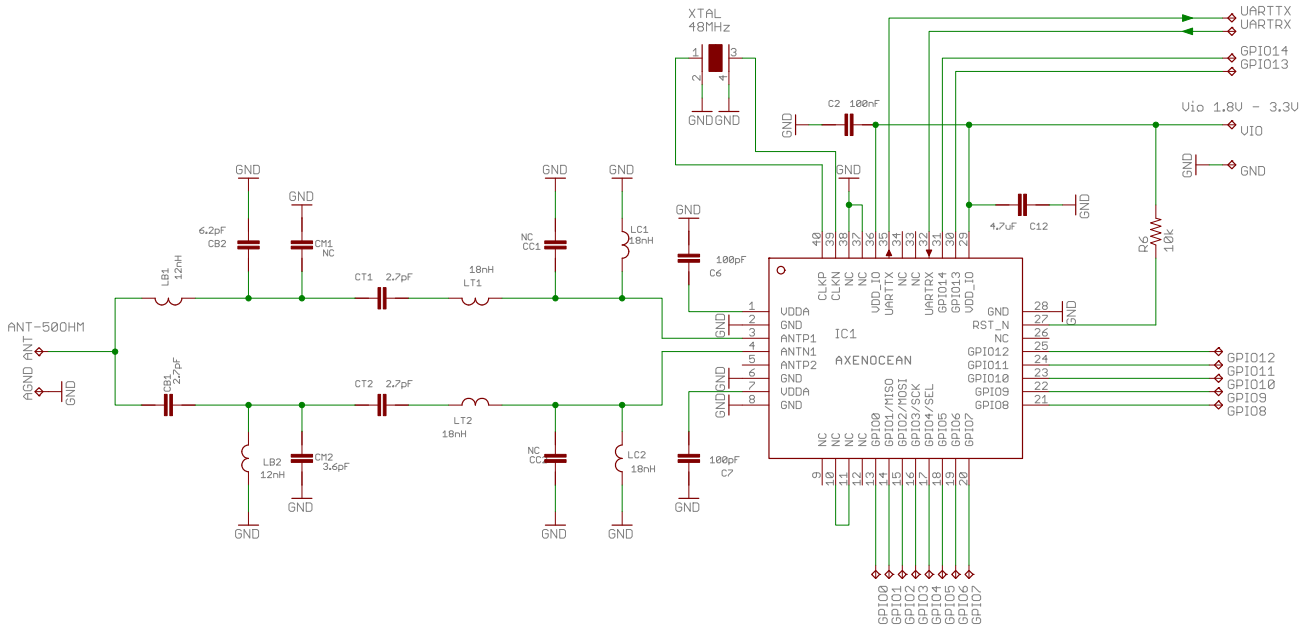 XTAL
48MHz
1
3
2
4
GND
GND
UARTTX
UARTRX
GPIO14
GPIO13
Vio 1.8V - 3.3V
VIO
GND
GND
C2 100nF
GND
GND
4.7uF C12
GND
R6
10k
GND
6.2pF
CB2
GND
CM1
NC
LB1
12nH
CT1 2.7pF
18nH
LT1
GND
NC
CC1
GND
LC1
18nH
GND
100pF
C6
ANT-50OHM
ANT
AGND
GND
CB1
2.7pF
CT2 2.7pF
LT2
18nH
LB2
12nH
GND
CM2
3.6pF
GND
NC
CC2
GND
LC2
18nH
GND
100pF
C7
GND
GND
GND
GND
IC1
AXENOCEAN
40
39
38
37
36
35
34
33
32
31
30
29
CLKP
CLKN
NC
NC
VDD_IO
UARTTX
NC
NC
UARTRX
GPIO14
GPIO13
VDD_IO
1 VDDA
2 GND
3 ANTP1
4 ANTN1
5 ANTP2
6 GND
7 VDDA
8 GND
GND 28
RST_N 27
NC 26
GPIO12 25
GPIO11 24
GPIO10 23
GPIO9 22
GPIO8 21
GND
GPIO12
GPIO11
GPIO10
GPIO9
GPIO8
NC
NC
NC
NC
GPIO0
GPIO1/MISO
GPIO2/MOSI
GPIO3/SCK
GPIO4/SEL
GPIO5
GPIO6
GPIO7
9
10
11
12
13
14
15
16
17
18
19
20
GPIO0
GPIO1
GPIO2
GPIO3
GPIO4
GPIO5
GPIO6
GPIO7